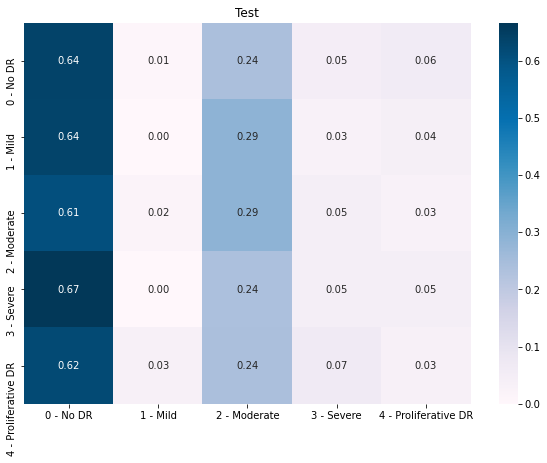 Test
0 - No DR 0.64 0.01 0.24 0.05 0.06
1 - Mild 0.64 0.00 0.29 0.03 0.04
2 - Moderate 0.61 0.02 0.29 0.05 0.03
3 - Severe 0.67 0.00 0.24 0.05 0.05
4 - Proliferative DR 0.62 0.03 0.24 0.07 0.03
0 - No DR 1 - Mild 2 - Moderate 3 - Severe 4 - Proliferative DR
0.6
0.5
0.4
0.3
0.2
0.1
0.0